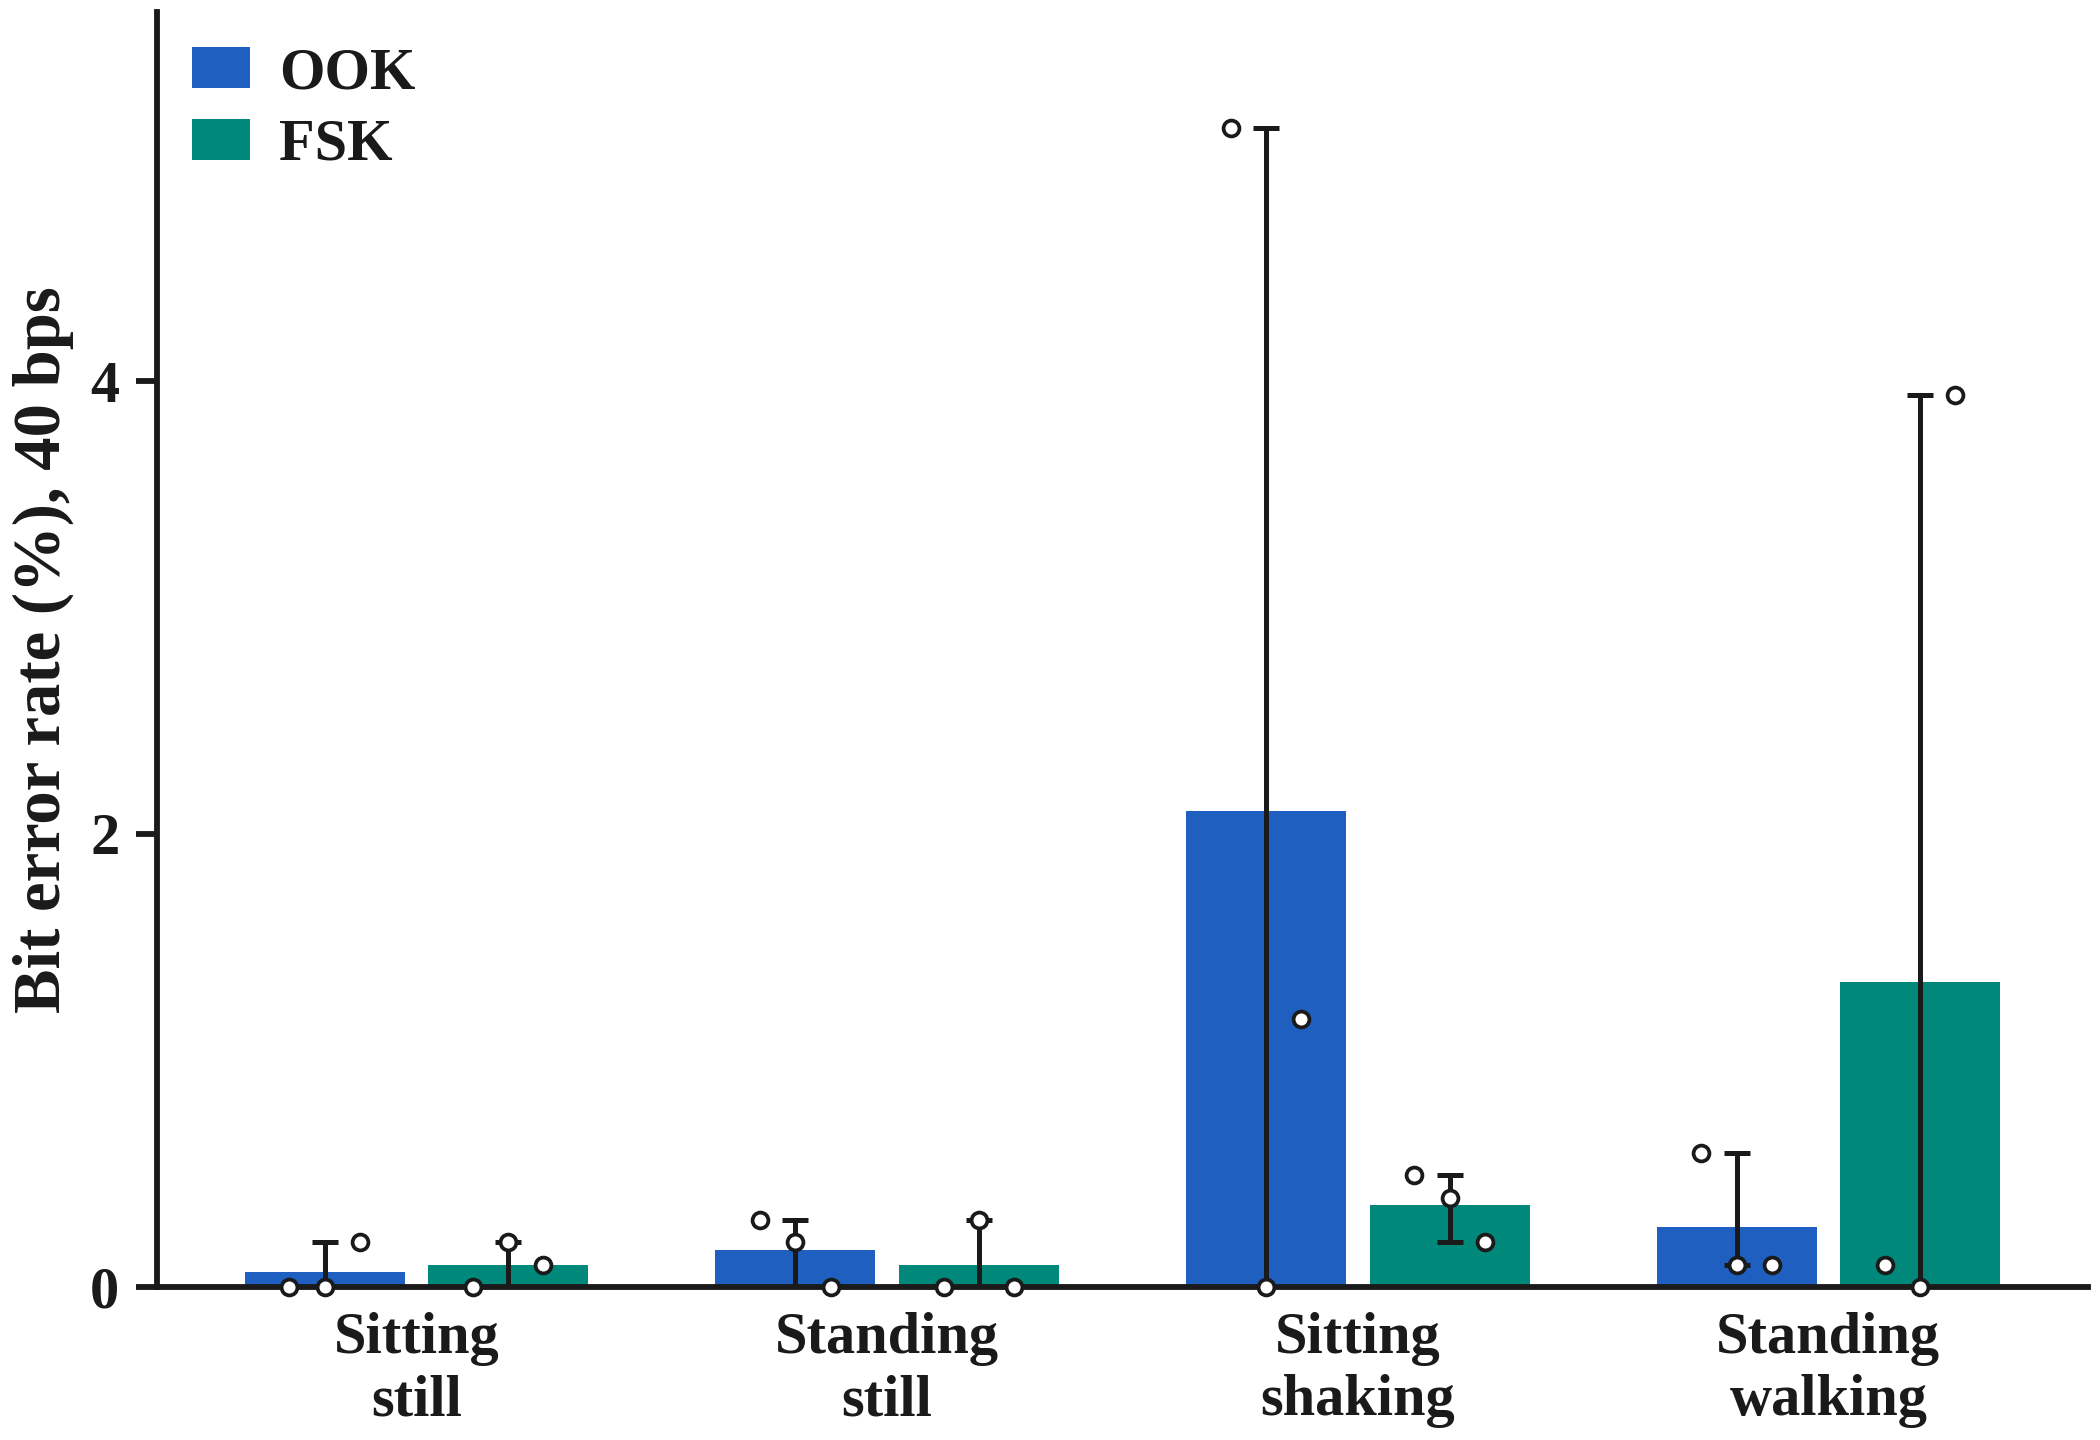 OOK
FSK
Bit error rate (%), 40 bps
4
2
0
Sitting still
Standing still
Sitting shaking
Standing walking